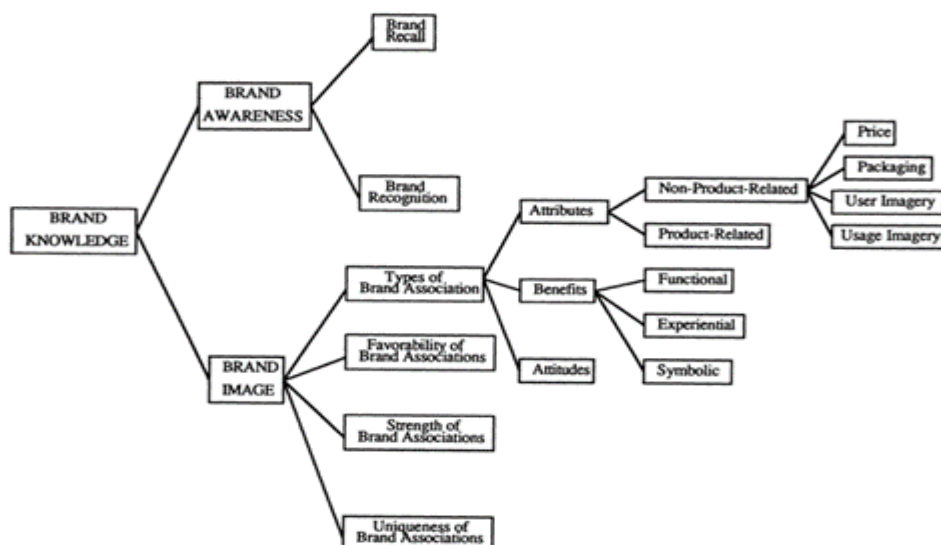 Brand
Recall
BRAND
AWARENESS
Brand
Recognition
BRAND
KNOWLEDGE
Types of
Brand Association
Favorability of
Brand Associations
BRAND
IMAGE
Strength of
Brand Associations
Uniqueness of
Brand Associations
Attributes
Benefits
Attitudes
Non-Product-Related
Product-Related
Functional
Experiential
Symbolic
Price
Packaging
User Imagery
Usage Imagery